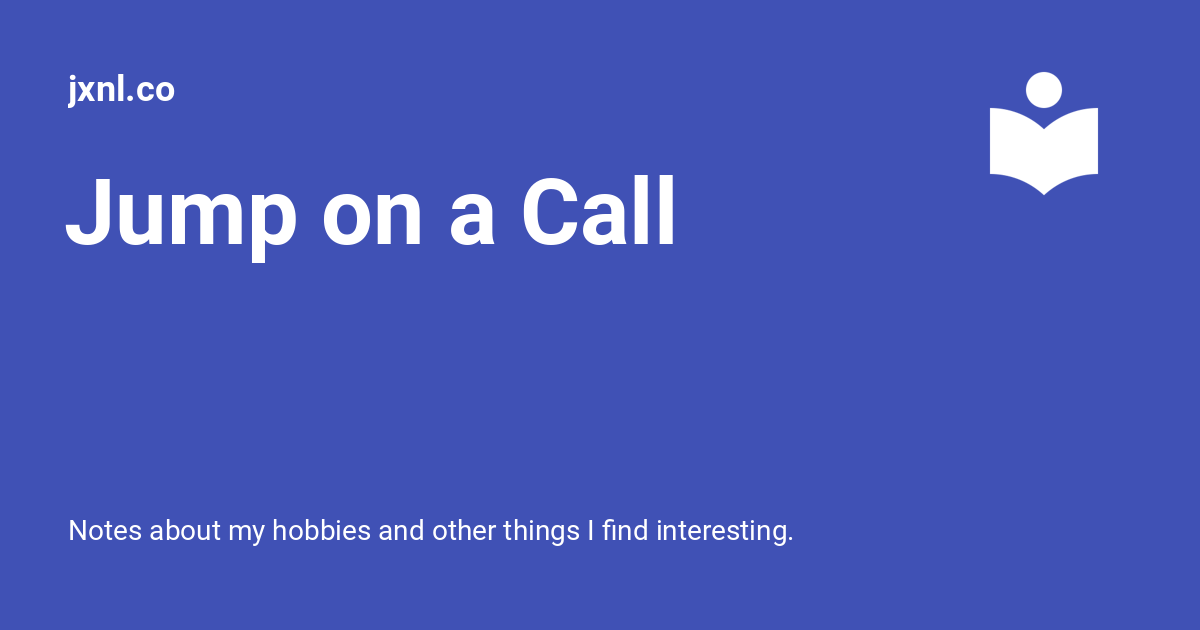 jxnl.co
Jump on a Call
Notes about my hobbies and other things I find interesting.